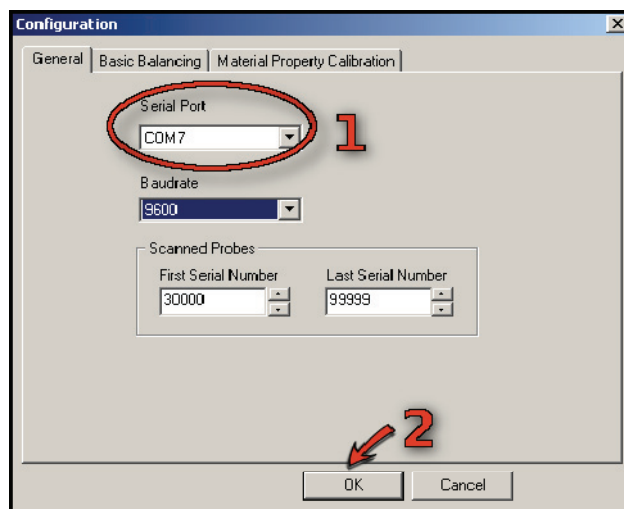 Configuration
General Basic Balancing Material Property Calibration
Serial Port
COM7
1
Baudrate
9600
Scanned Probes
First Serial Number Last Serial Number
30000 99999
2
OK Cancel